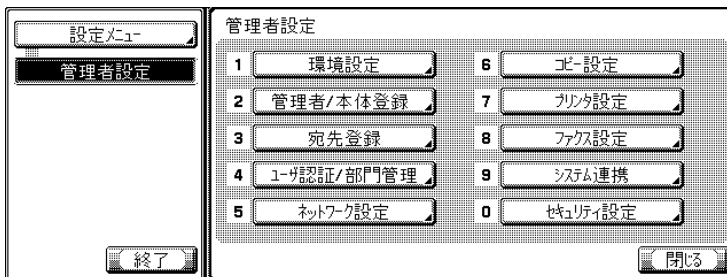 設定メニュー
管理者設定
終了
管理者設定
1 環境設定
2 管理者/本体登録
3 宛先登録
4 ユーザ認証/部門管理
5 ネットワーク設定
6 コピー設定
7 プリンタ設定
8 ファクス設定
9 システム連携
0 セキュリティ設定
閉じる